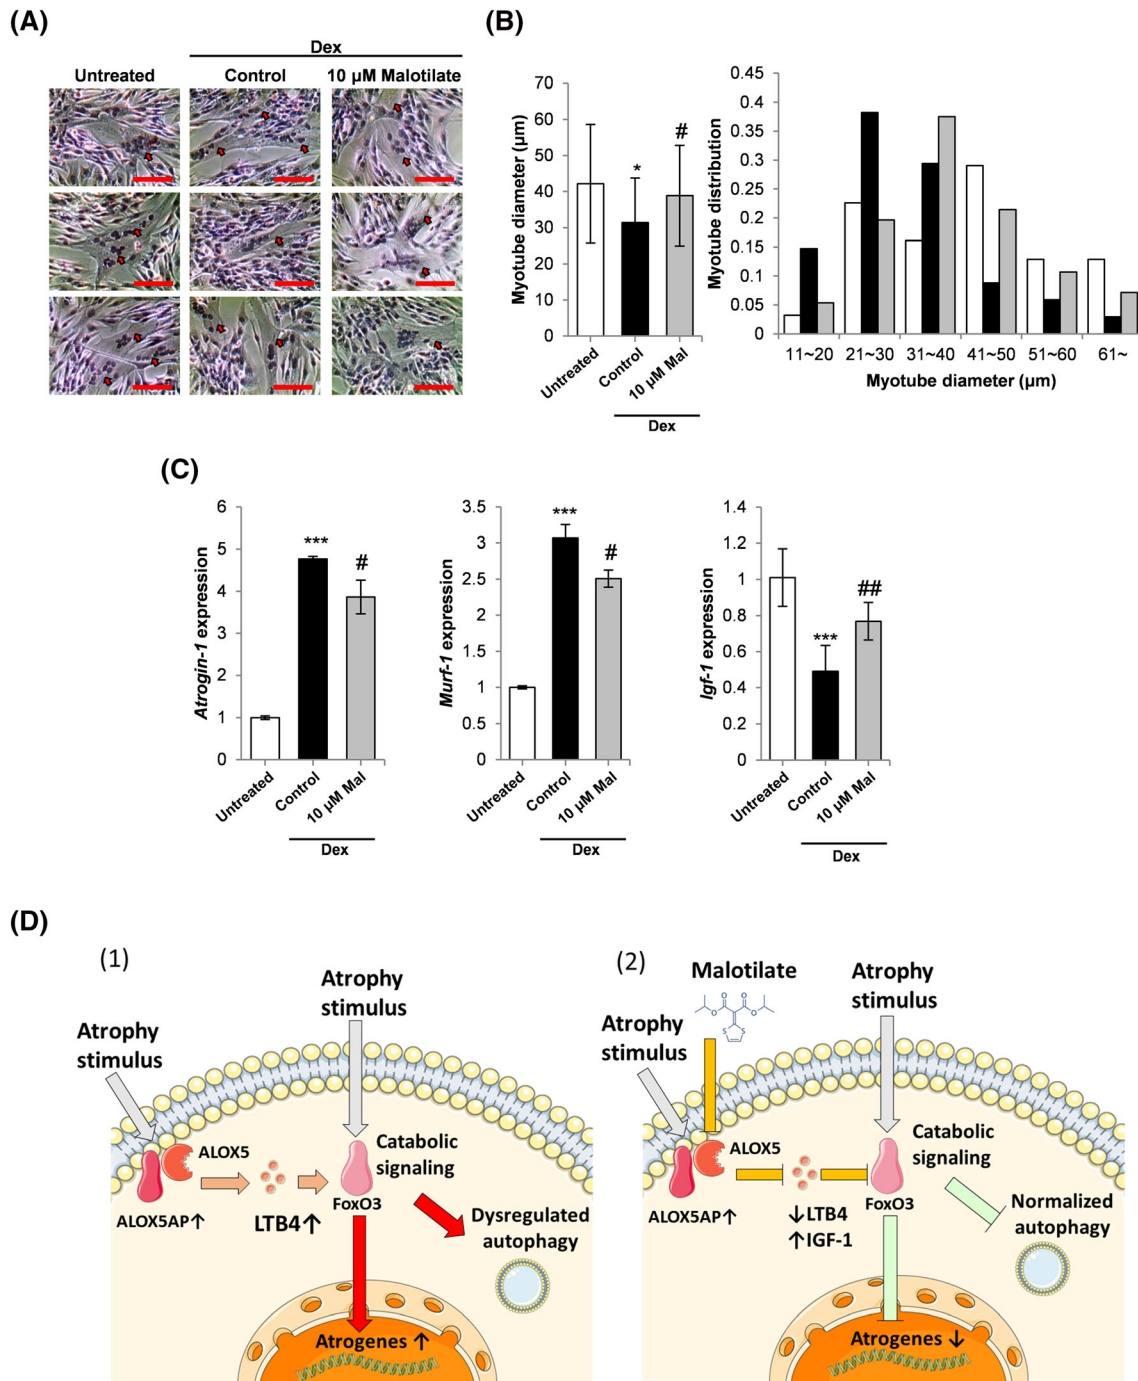 (A)
Dex
Untreated
Control
10 µM Malotilate
(B)
Myotube diameter (µm)
70
60
50
40
30
20
10
0
*
#
Untreated
Control
10 µM Mal
Dex
Myotube distribution
0.45
0.4
0.35
0.3
0.25
0.2
0.15
0.1
0.05
0
11~20
21~30
31~40
41~50
51~60
61~
Myotube diameter (µm)
(C)
Atrogin-1 expression
6
5
4
3
2
1
0
***
#
Untreated
Control
10 µM Mal
Dex
Murf-1 expression
3.5
3
2.5
2
1.5
1
0.5
0
***
#
Untreated
Control
10 µM Mal
Dex
Igf-1 expression
1.4
1.2
1
0.8
0.6
0.4
0.2
0
***
##
Untreated
Control
10 µM Mal
Dex
(D)
(1)
Atrophy
stimulus
Atrophy
stimulus
ALOX5
ALOX5AP↑
LTB4↑
Catabolic
signaling
FoxO3
Dysregulated
autophagy
Atrogenes ↑
(2)
Malotilate
O
O
O
O
S
S
Atrophy
stimulus
Atrophy
stimulus
ALOX5
ALOX5AP↑
↓LTB4
↑IGF-1
Catabolic
signaling
FoxO3
Normalized
autophagy
Atrogenes ↓